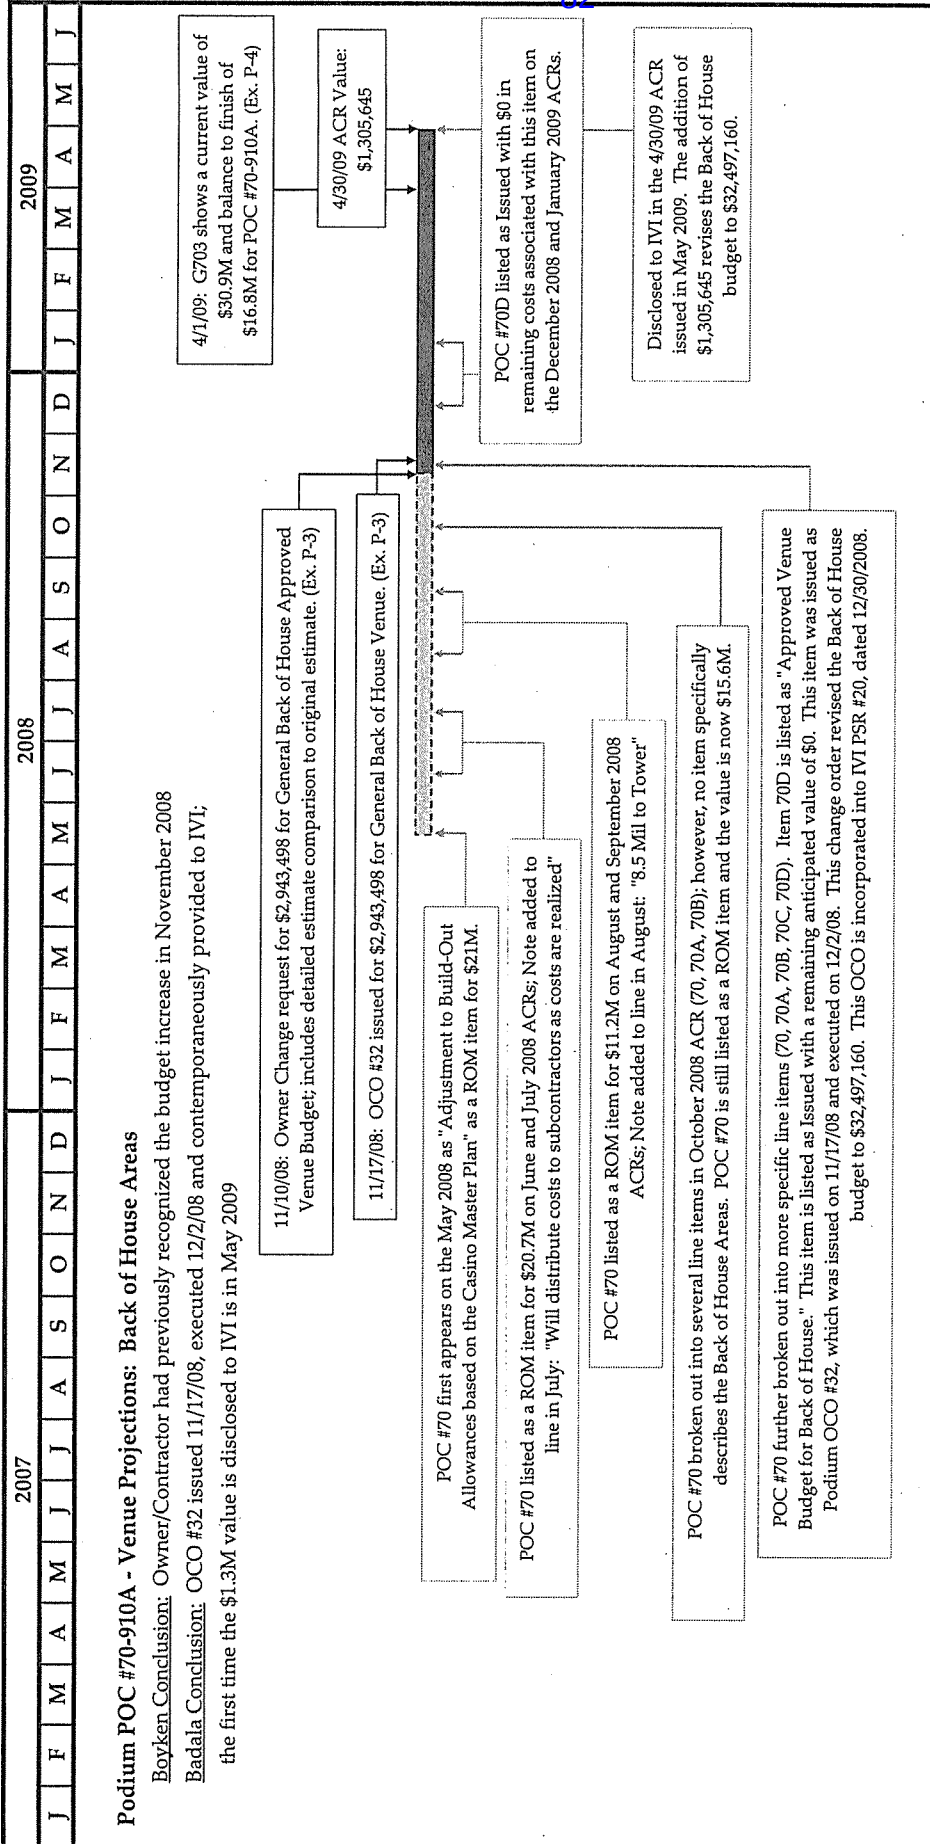 2007
2008
2009
J F M A M J J A S O N D J F M A M J J A S O N D J F M A M J
Podium POC #70-910A - Venue Projections: Back of House Areas
Boyken Conclusion: Owner/Contractor had previously recognized the budget increase in November 2008
Badala Conclusion: OCO #32 issued 11/17/08, executed 12/2/08 and contemporaneously provided to IVI;
the first time the $1.3M value is disclosed to IVI is in May 2009
4/1/09: G703 shows a current value of
$30.9M and balance to finish of
$16.8M for POC #70-910A. (Ex. P-4)
11/10/08: Owner Change request for $2,943,498 for General Back of House Approved
Venue Budget; includes detailed estimate comparison to original estimate. (Ex. P-3)
4/30/09 ACR Value:
$1,305,645
11/17/08: OCO #32 issued for $2,943,498 for General Back of House Venue. (Ex. P-3)
POC #70 first appears on the May 2008 as "Adjustment to Build-Out
Allowances based on the Casino Master Plan" as a ROM item for $21M.
POC #70D listed as Issued with $0 in
remaining costs associated with this item on
the December 2008 and January 2009 ACRs.
POC #70 listed as a ROM item for $20.7M on June and July 2008 ACRs; Note added to
line in July: "Will distribute costs to subcontractors as costs are realized"
POC #70 listed as a ROM item for $11.2M on August and September 2008
ACRs; Note added to line in August: "8.5 Mil to Tower"
Disclosed to IVI in the 4/30/09 ACR
issued in May 2009. The addition of
$1,305,645 revises the Back of House
budget to $32,497,160.
POC #70 broken out into several line items in October 2008 ACR (70, 70A, 70B); however, no item specifically
describes the Back of House Areas. POC #70 is still listed as a ROM item and the value is now $15.6M.
POC #70 further broken out into more specific line items (70, 70A, 70B, 70C, 70D). Item 70D is listed as "Approved Venue
Budget for Back of House." This item is listed as Issued with a remaining anticipated value of $0. This item was issued as
Podium OCO #32, which was issued on 11/17/08 and executed on 12/2/08. This change order revised the Back of House
budget to $32,497,160. This OCO is incorporated into IVI PSR #20, dated 12/30/2008.